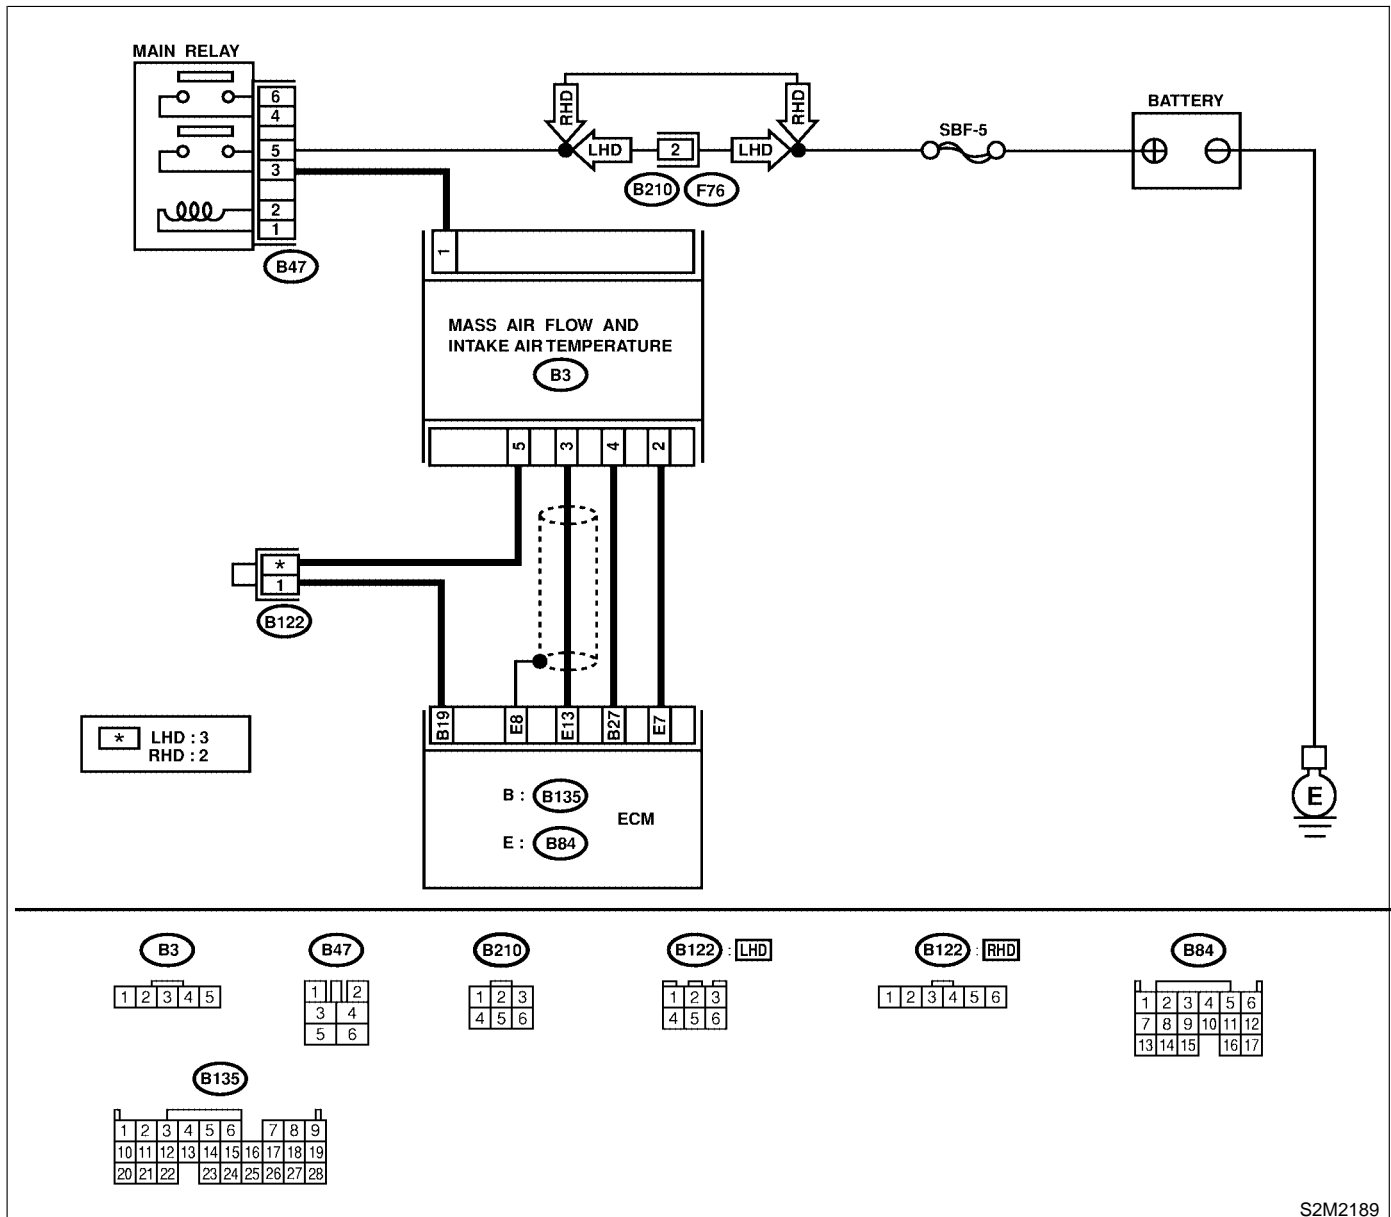 MAIN RELAY
6
4
5
3
2
1
B47
RHD
RHD
LHD
2
LHD
B210
F76
SBF-5
BATTERY
1
MASS AIR FLOW AND
INTAKE AIR TEMPERATURE
B3
5
3
4
2
*
1
B122
B19
E8
E13
B27
E7
* LHD : 3
RHD : 2
B : B135
ECM
E : B84
E
B3
1 2 3 4 5
B47
1 2
3 4
5 6
B210
1 2 3
4 5 6
B122 : LHD
1 2 3
4 5 6
B122 : RHD
1 2 3 4 5 6
B84
1 2 3 4 5 6
7 8 9 10 11 12
13 14 15 16 17
B135
1 2 3 4 5 6 7 8 9
10 11 12 13 14 15 16 17 18 19
20 21 22 23 24 25 26 27 28
S2M2189